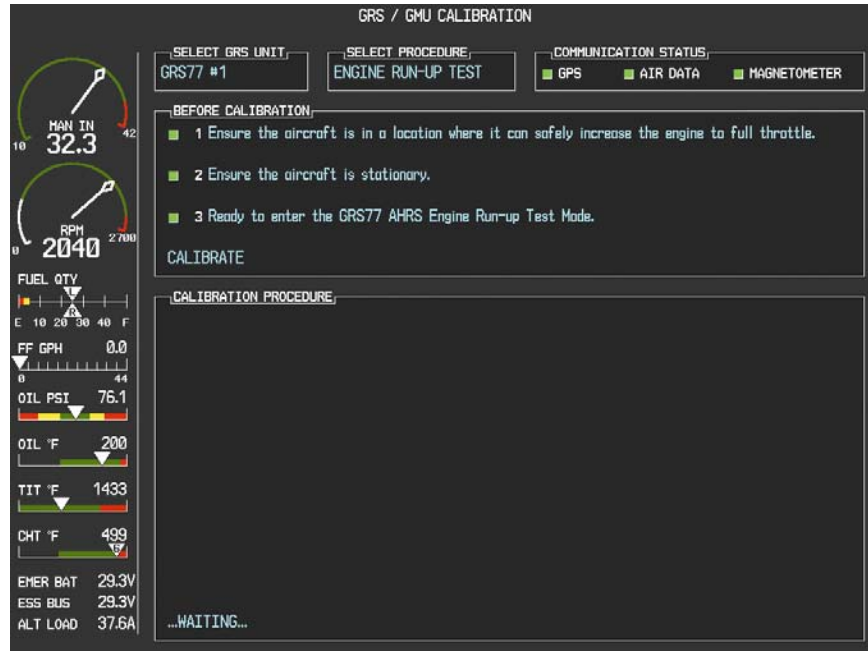 GRS / GMU CALIBRATION
SELECT GRS UNIT
GRS77 #1
SELECT PROCEDURE
ENGINE RUN-UP TEST
COMMUNICATION STATUS
GPS AIR DATA MAGNETOMETER
BEFORE CALIBRATION
1 Ensure the aircraft is in a location where it can safely increase the engine to full throttle.
2 Ensure the aircraft is stationary.
3 Ready to enter the GRS77 AHRS Engine Run-up Test Mode.
CALIBRATE
CALIBRATION PROCEDURE
...WAITING...
MAN IN
10 32.3 42
RPM
0 2040 2700
FUEL QTY
L
R
E 10 20 30 40 F
FF GPH 0.0
0 44
OIL PSI 76.1
OIL °F 200
TIT °F 1433
CHT °F 499
EMER BAT 29.3V
ESS BUS 29.3V
ALT LOAD 37.6A